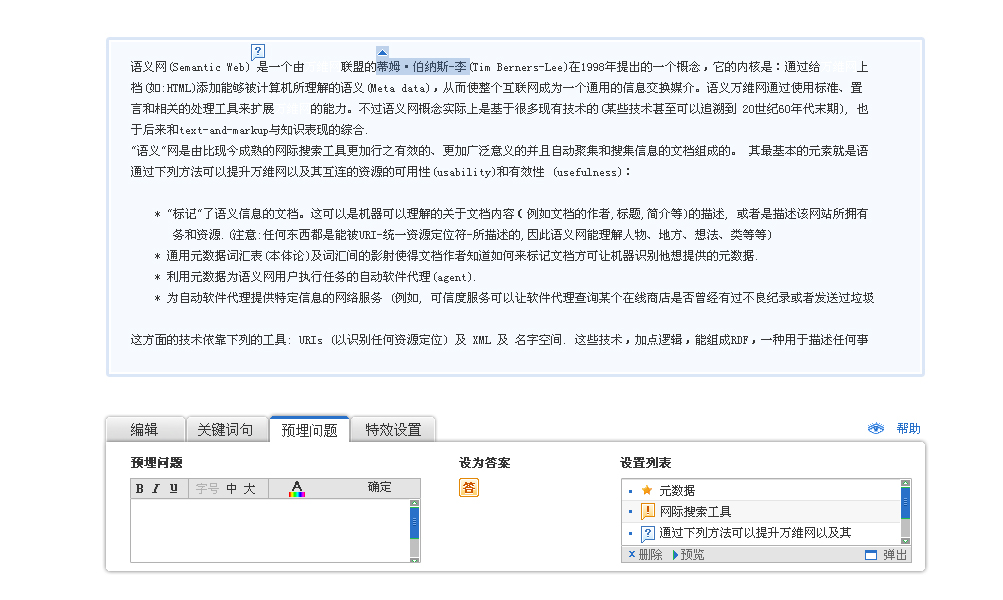 ?
语义网(Semantic Web) 是一个由 联盟的蒂姆·伯纳斯-李(Tim Berners-Lee)在1998年提出的一个概念,它的内核是:通过给 上
档(如:HTML)添加能够被计算机所理解的语义(Meta data),从而使整个互联网成为一个通用的信息交换媒介。语义万维网通过使用标准、置
言和相关的处理工具来扩展 的能力。不过语义网概念实际上是基于很多现有技术的(某些技术甚至可以追溯到 20世纪60年代末期), 也
于后来和text-and-markup与知识表现的综合.
“语义”网是由比现今成熟的网际搜索工具更加行之有效的、更加广泛意义的并且自动聚集和搜集信息的文档组成的。 其最基本的元素就是语
通过下列方法可以提升万维网以及其互连的资源的可用性(usability)和有效性 (usefulness):
* “标记”了语义信息的文档。这可以是机器可以理解的关于文档内容( 例如文档的作者,标题,简介等)的描述, 或者是描述该网站所拥有
务和资源.(注意:任何东西都是能被URI-统一资源定位符-所描述的,因此语义网能理解人物、地方、想法、类等等)
* 通用元数据词汇表(本体论)及词汇间的影射使得文档作者知道如何来标记文档方可让机器识别他想提供的元数据.
* 利用元数据为语义网用户执行任务的自动软件代理(agent).
* 为自动软件代理提供特定信息的网络服务 (例如, 可信度服务可以让软件代理查询某个在线商店是否曾经有过不良纪录或者发送过垃圾
这方面的技术依靠下列的工具: URIs (以识别任何资源定位) 及 XML 及 名字空间. 这些技术,加点逻辑,能组成RDF,一种用于描述任何事
编辑 关键词句 预埋问题 特效设置 帮助
预埋问题 设为答案 设置列表
B I U 字号 中 大 A 确定
答
元数据
! 网际搜索工具
? 通过下列方法可以提升万维网以及其
×删除 预览 弹出